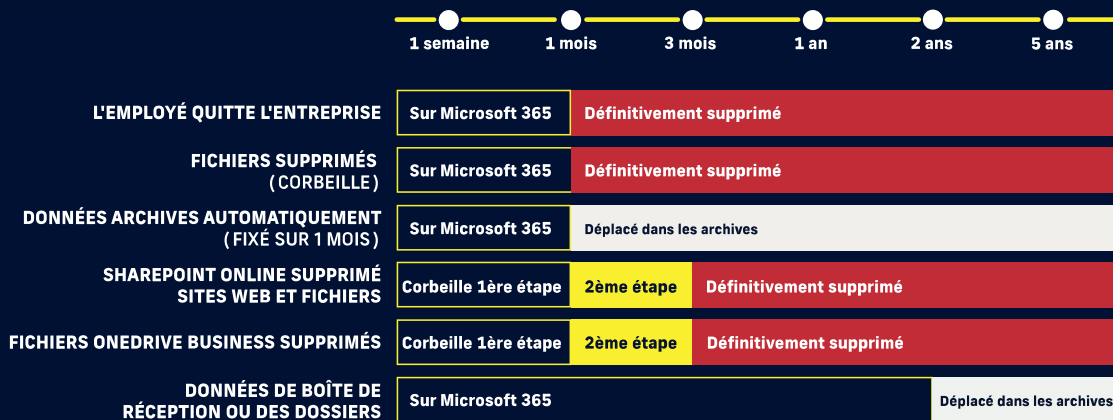 1 semaine 1 mois 3 mois 1 an 2 ans 5 ans
L'EMPLOYÉ QUITTE L'ENTREPRISE Sur Microsoft 365 Définitivement supprimé
FICHIERS SUPPRIMÉS
(CORBEILLE)
Sur Microsoft 365 Définitivement supprimé
DONNÉES ARCHIVES AUTOMATIQUEMENT
(FIXÉ SUR 1 MOIS)
Sur Microsoft 365 Déplacé dans les archives
SHAREPOINT ONLINE SUPPRIMÉ
SITES WEB ET FICHIERS
Corbeille 1ère étape 2ème étape Définitivement supprimé
FICHIERS ONEDRIVE BUSINESS SUPPRIMÉS Corbeille 1ère étape 2ème étape Définitivement supprimé
DONNÉES DE BOÎTE DE
RÉCEPTION OU DES DOSSIERS
Sur Microsoft 365 Déplacé dans les archives